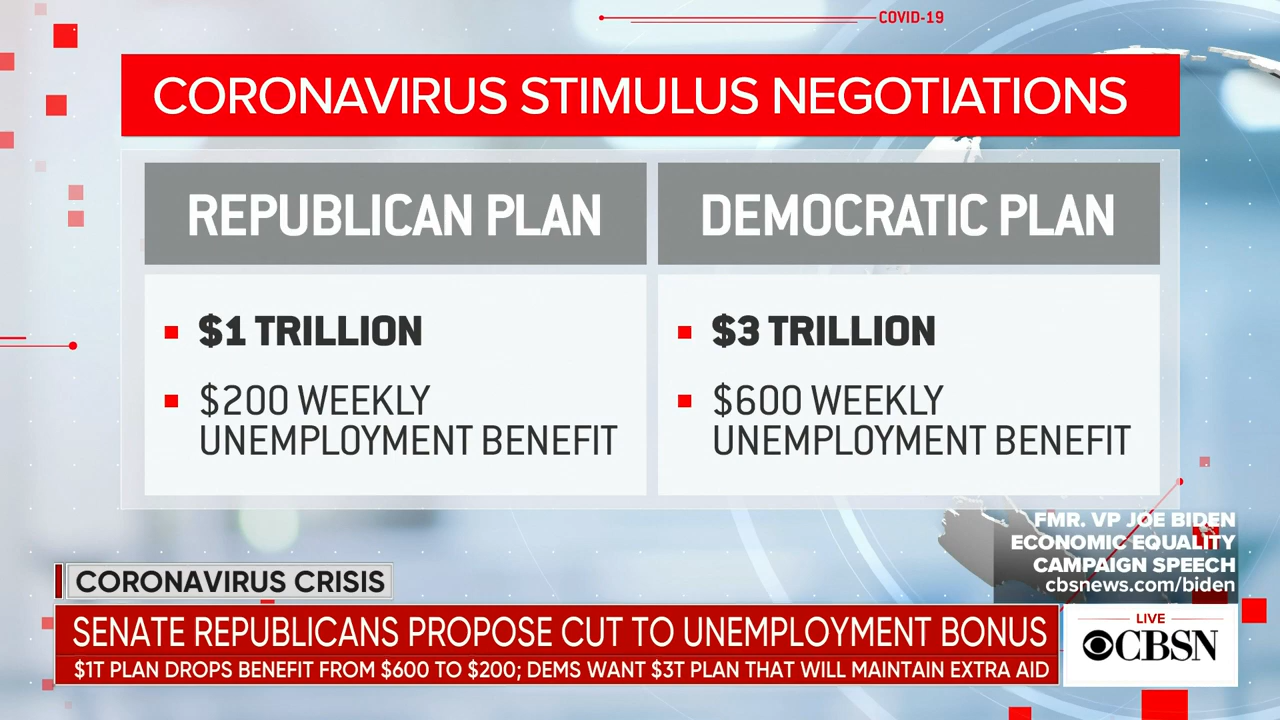 COVID-19
CORONAVIRUS STIMULUS NEGOTIATIONS
REPUBLICAN PLAN
$1 TRILLION
$200 WEEKLY
UNEMPLOYMENT BENEFIT
DEMOCRATIC PLAN
$3 TRILLION
$600 WEEKLY
UNEMPLOYMENT BENEFIT
FMR. VP JOE BIDEN
ECONOMIC EQUALITY
CAMPAIGN SPEECH
cbsnews.com/biden
CORONAVIRUS CRISIS
SENATE REPUBLICANS PROPOSE CUT TO UNEMPLOYMENT BONUS
$1T PLAN DROPS BENEFIT FROM $600 TO $200; DEMS WANT $3T PLAN THAT WILL MAINTAIN EXTRA AID
LIVE
CBSN